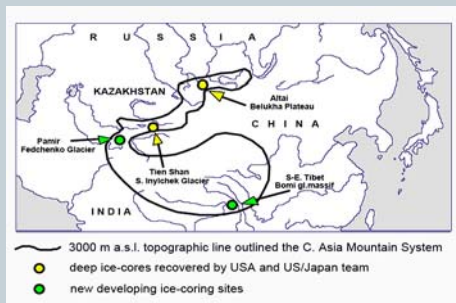 R U S S I A
KAZAKHSTAN
Altai
Belukha Plateau
C H I N A
Pamir
Fedchenko Glacier
Tien Shan
S. Inylchek Glacier
S-E. Tibet
Bomi gl.massif
INDIA
3000 m a.s.l. topographic line outlined the C. Asia Mountain System
deep ice-cores recovered by USA and US/Japan team
new developing ice-coring sites